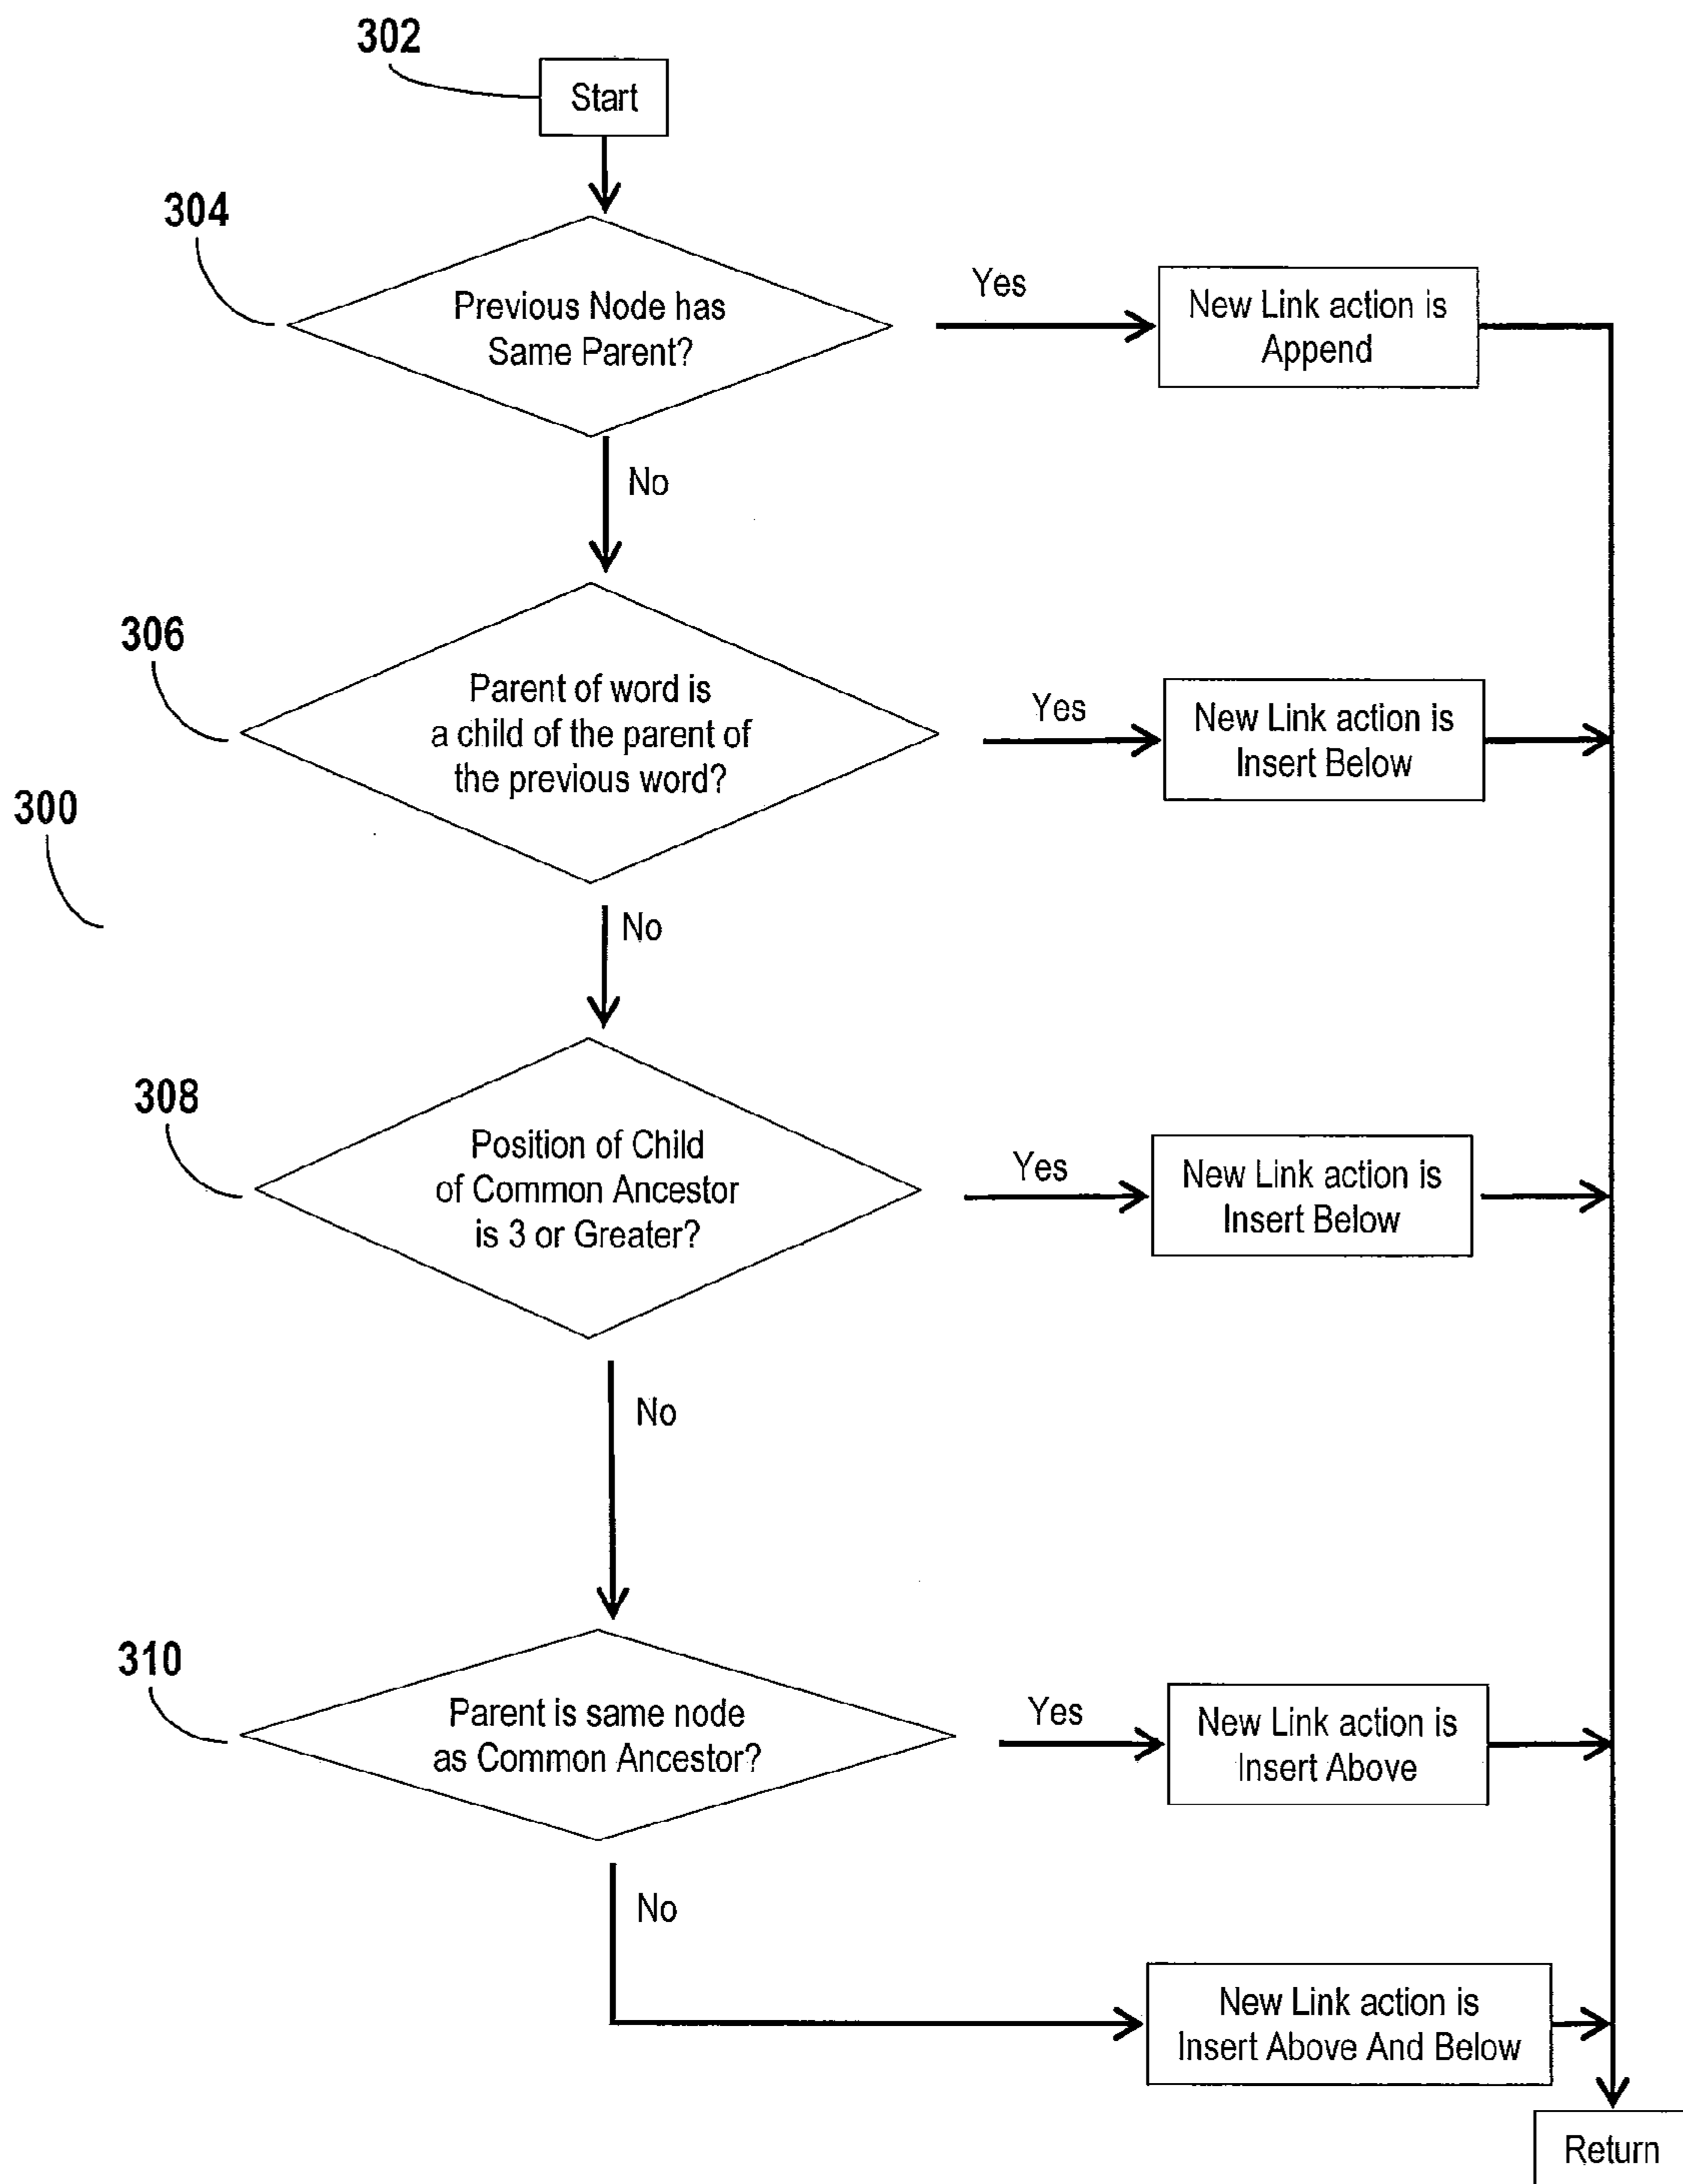 302
Start
304
Previous Node has
Same Parent?
Yes
New Link action is
Append
No
306
Parent of word is
a child of the parent of
the previous word?
Yes
New Link action is
Insert Below
300
No
308
Position of Child
of Common Ancestor
is 3 or Greater?
Yes
New Link action is
Insert Below
No
310
Parent is same node
as Common Ancestor?
Yes
New Link action is
Insert Above
No
New Link action is
Insert Above And Below
Return